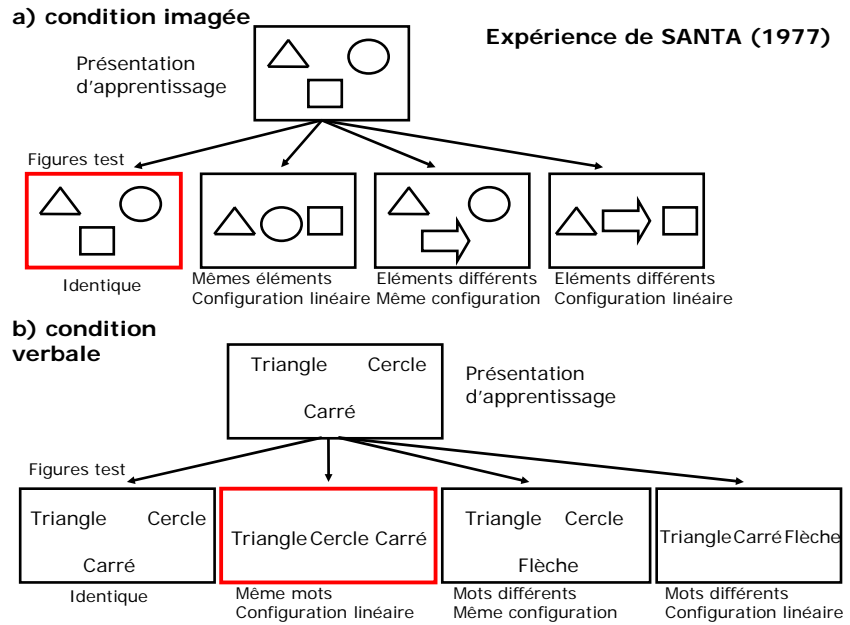 a) condition imagée
Expérience de SANTA (1977)
Présentation
d'apprentissage
Figures test
Identique
Mêmes éléments
Configuration linéaire
Eléments différents
Même configuration
Eléments différents
Configuration linéaire
b) condition
verbale
Triangle Cercle
Carré
Présentation
d'apprentissage
Figures test
Triangle Cercle
Carré
Triangle Cercle Carré
Triangle Cercle
Flèche
Triangle Carré Flèche
Identique
Même mots
Configuration linéaire
Mots différents
Même configuration
Mots différents
Configuration linéaire